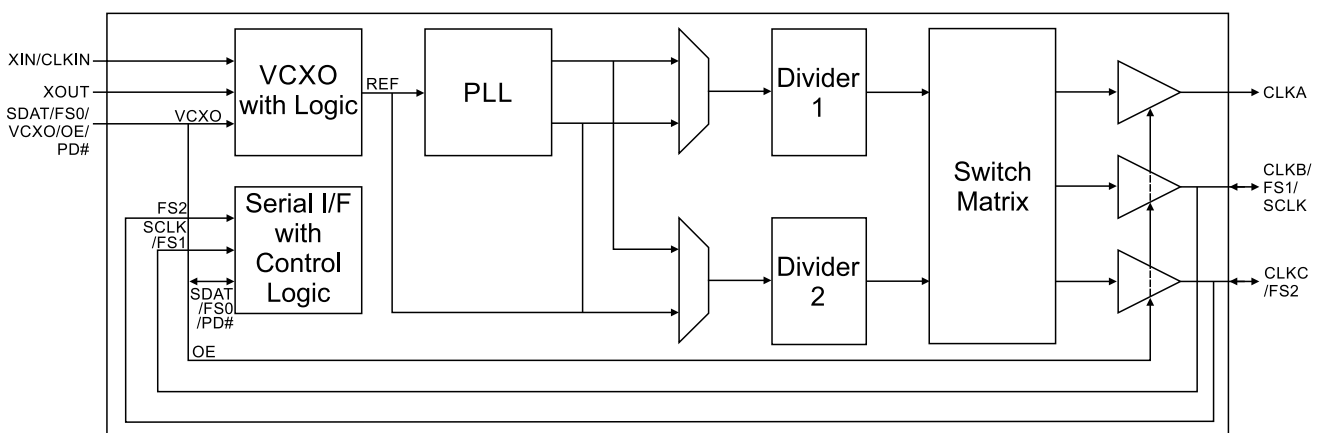 XIN/CLKIN
XOUT
SDAT/FS0/
VCXO/OE/
PD#
VCXO
VCXO
with Logic
REF
PLL
Divider
1
Switch
Matrix
CLKA
CLKB/
FS1/
SCLK
FS2
SCLK
/FS1
SDAT
/FS0
/PD#
Serial I/F
with
Control
Logic
Divider
2
CLKC
/FS2
OE